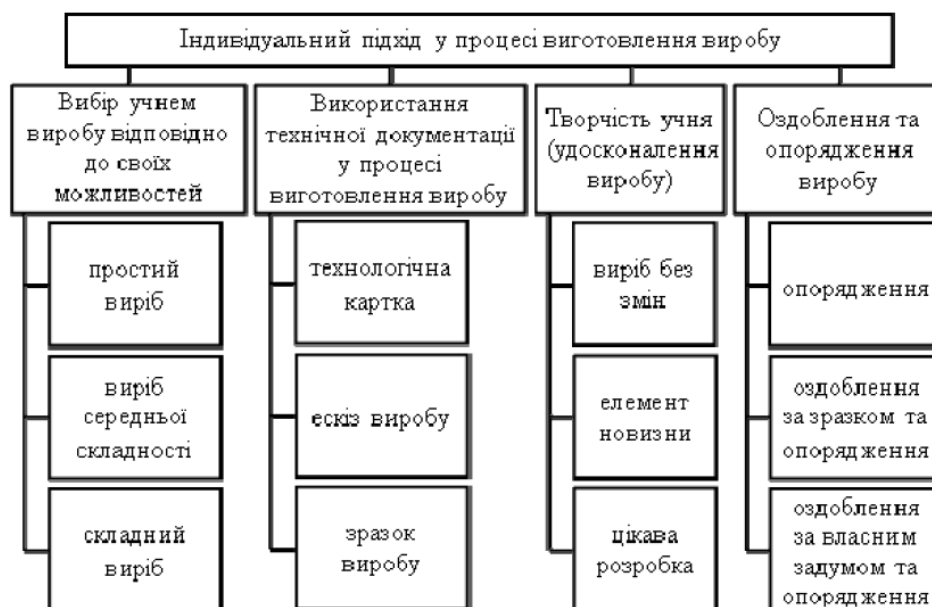 Індивідуальний підхід у процесі виготовлення виробу
Вибір учнем
виробу відповідно
до своїх
можливостей
простий
виріб
виріб
середньої
складності
складний
виріб
Використання
технічної документації
у процесі
виготовлення виробу
технологічна
картка
ескіз виробу
зразок
виробу
Творчість учня
(удосконалення
виробу)
виріб без
змін
елемент
новизни
цікава
розробка
Оздоблення та
опорядження
виробу
опорядження
оздоблення
за зразком та
опорядження
оздоблення
за власним
задумом та
опорядження